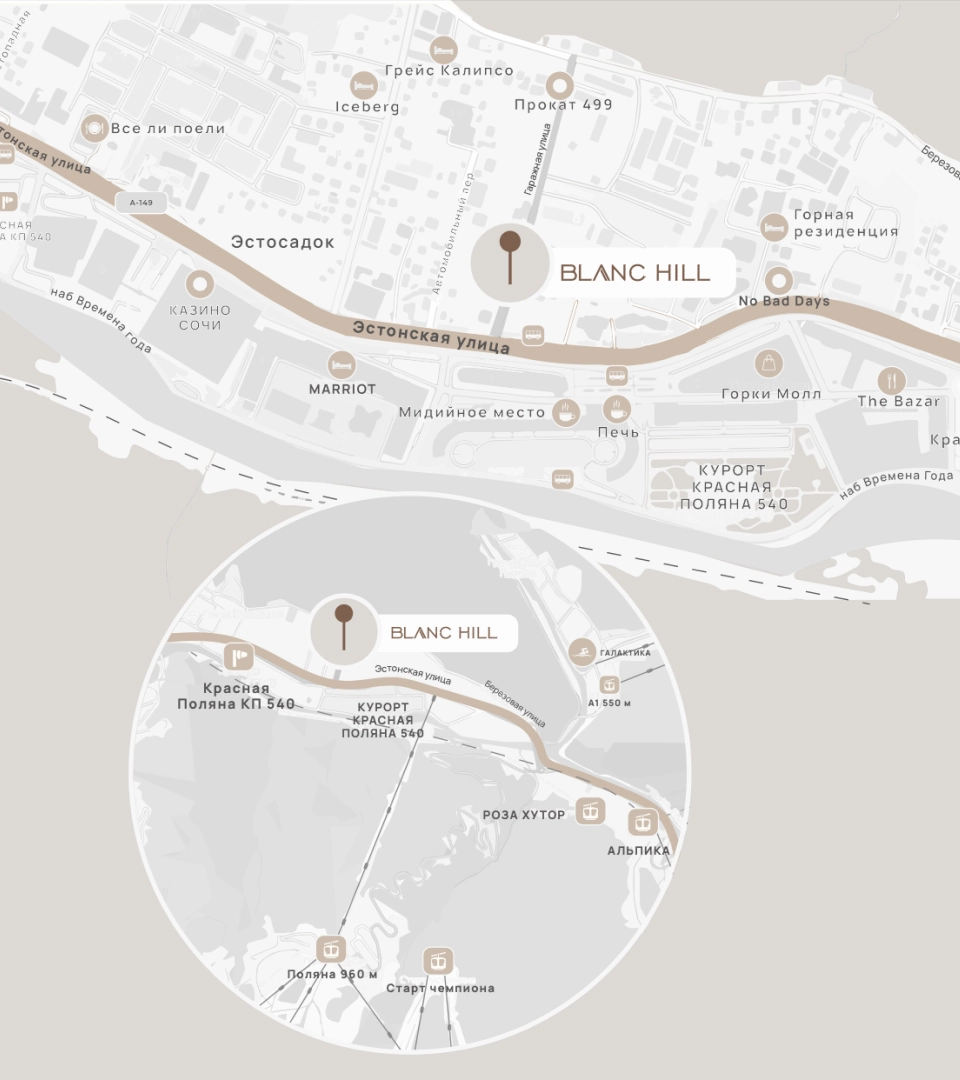 Грейс Калипсо
Iceberg
Прокат 499
Все ли поели
Эстонская улица
А-149
Гаражная улица
Автомобильный пер
Березов
Горная
резиденция
КП 540
Эстосадок
BLANC HILL
No Bad Days
КАЗИНО
СОЧИ
наб Времена года
Эстонская улица
MARRIOT
Горки Молл
The Bazar
Мидийное место
Печь
Кра
КУРОРТ
КРАСНАЯ
ПОЛЯНА 540
наб Времена Года
BLANC HILL
ГАЛАКТИКА
Эстонская улица
Березовая улица
А1 550 м
Красная
Поляна КП 540
КУРОРТ
КРАСНАЯ
ПОЛЯНА 540
РОЗА ХУТОР
АЛЬПИКА
Поляна 960 м
Старт чемпиона